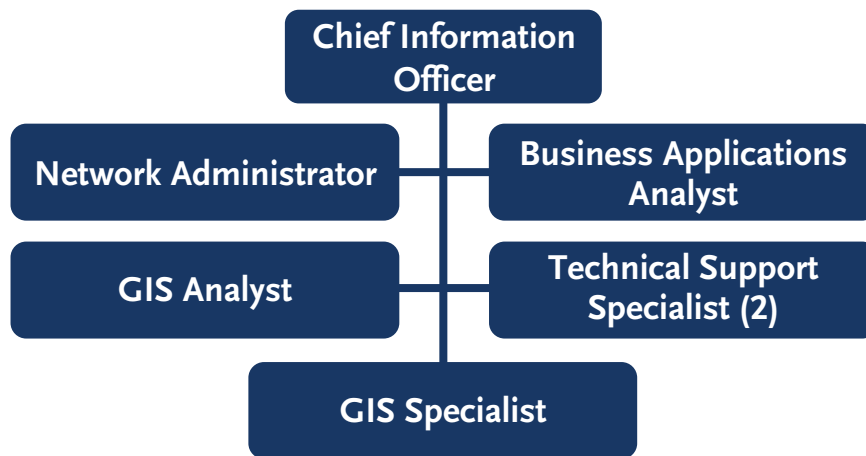 Chief Information
Officer
Network Administrator
Business Applications
Analyst
GIS Analyst
Technical Support
Specialist (2)
GIS Specialist